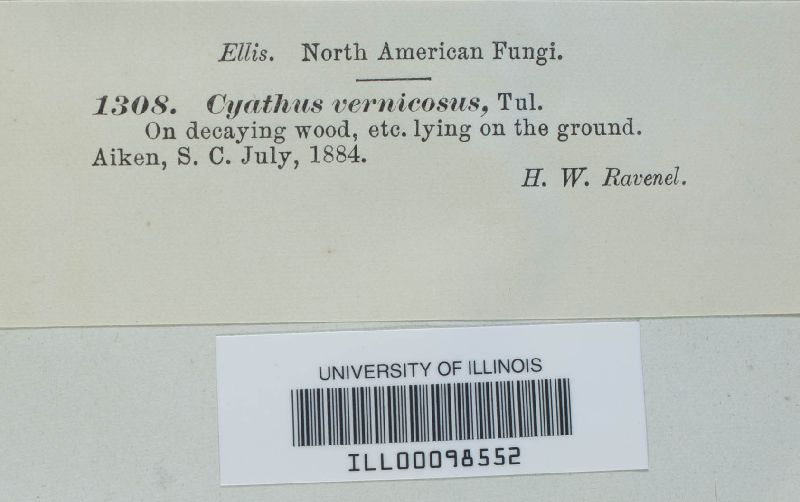 Ellis. North American Fungi.
1308. Cyathus vernicosus, Tul.
On decaying wood, etc. lying on the ground.
Aiken, S. C. July, 1884.
H. W. Ravenel.
UNIVERSITY OF ILLINOIS
ILL00098552